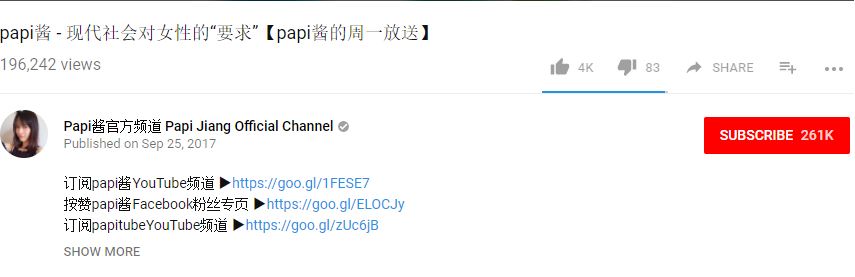 papi酱 - 现代社会对女性的“要求”【papi酱的周一放送】
196,242 views
4K 83 SHARE
Papi酱官方频道 Papi Jiang Official Channel
Published on Sep 25, 2017
SUBSCRIBE 261K
订阅papi酱YouTube频道 ▶https://goo.gl/1FESE7
按赞papi酱Facebook粉丝专页 ▶https://goo.gl/ELOCJy
订阅papitubeYouTube频道 ▶https://goo.gl/zUc6jB
SHOW MORE